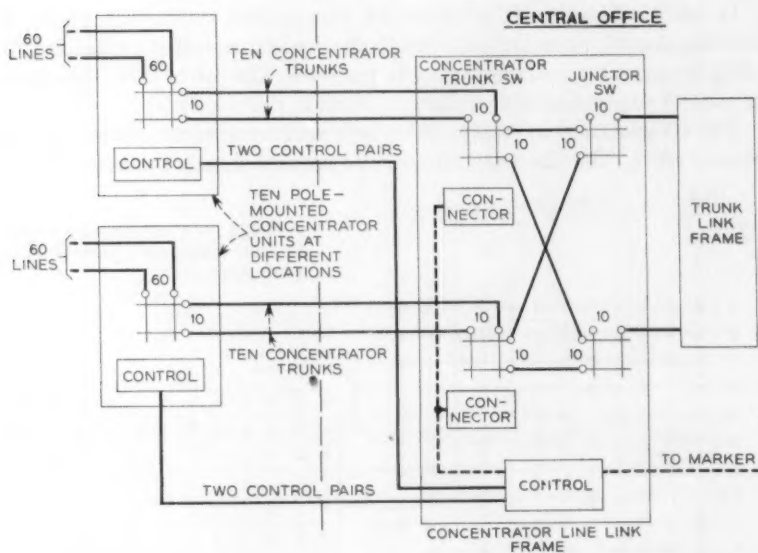 CENTRAL OFFICE
60
LINES
60
10
TEN CONCENTRATOR
TRUNKS
CONCENTRATOR
TRUNK SW
JUNCTOR
SW
10
10
10
10
10
10
CONTROL
TWO CONTROL PAIRS
TEN POLE-
MOUNTED
CONCENTRATOR
UNITS AT
DIFFERENT
LOCATIONS
CON-
NECTOR
TRUNK
LINK
FRAME
60
LINES
60
10
TEN CONCENTRATOR
TRUNKS
10
10
10
10
CONTROL
CON-
NECTOR
TO MARKER
TWO CONTROL PAIRS
CONTROL
CONCENTRATOR LINE LINK
FRAME